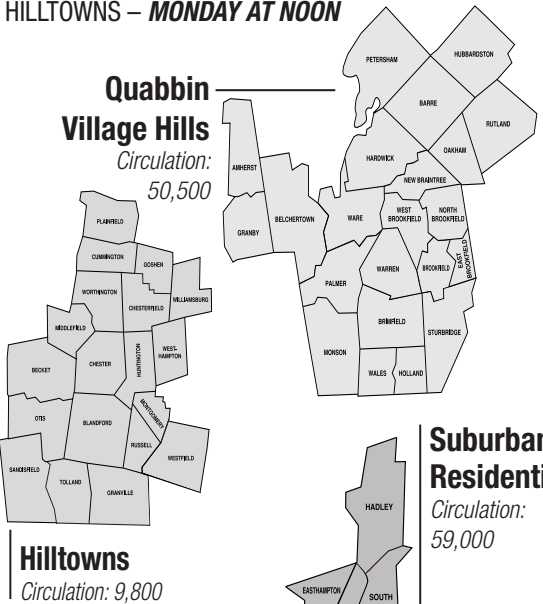 HILLTOWNS – MONDAY AT NOON
Quabbin
Village Hills
Circulation:
50,500
PETERSHAM
HUBBARDSTON
BARRE
RUTLAND
OAKHAM
HARDWICK
NEW BRAINTREE
AMHERST
BELCHERTOWN
GRANBY
WARE
WEST
BROOKFIELD
NORTH
BROOKFIELD
EAST
BROOKFIELD
BROOKFIELD
WARREN
PALMER
BRIMFIELD
STURBRIDGE
MONSON
WALES
HOLLAND
PLAINFIELD
CUMMINGTON
GOSHEN
WORTHINGTON
CHESTERFIELD
WILLIAMSBURG
MIDDLEFIELD
CHESTER
HUNTINGTON
WEST-
HAMPTON
BECKET
OTIS
BLANDFORD
MONTGOMERY
RUSSELL
WESTFIELD
SANDISFIELD
TOLLAND
GRANVILLE
Hilltowns
Circulation: 9,800
Suburban
Residenti
Circulation:
59,000
HADLEY
EASTHAMPTON
SOUTH